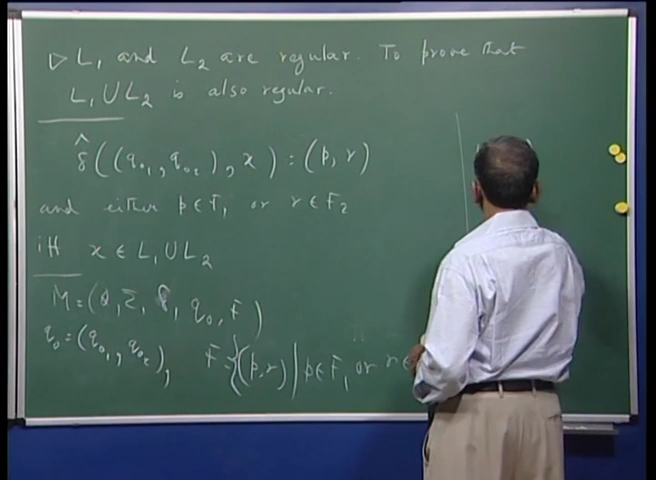 ▷ L₁ and L₂ are regular. To prove that
L₁ ∪ L₂ is also regular.
δ̂((q₀₁, q₀₂), x) = (p, r)
and either p ∈ F₁ or r ∈ F₂
iff x ∈ L₁ ∪ L₂
M = (Q, Σ, δ, q₀, F)
q₀ = (q₀₁, q₀₂), F = {(p, r) | p ∈ F₁ or r ∈